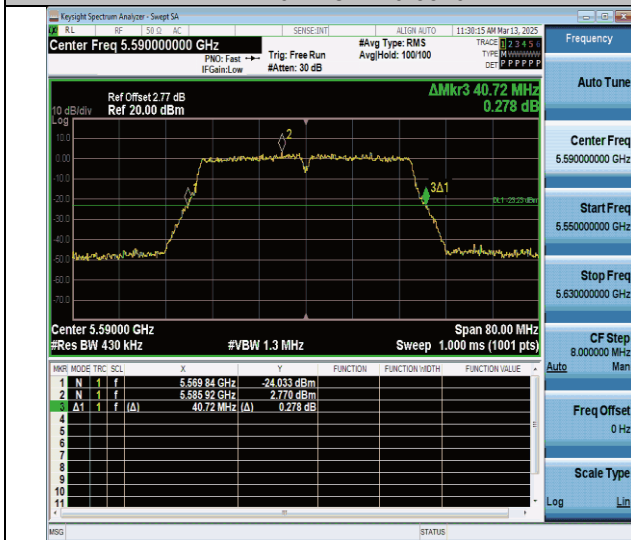 Keysight Spectrum Analyzer - Swept SA
RL RF 50 Ω AC SENSE:INT ALIGN AUTO 11:30:15 AM Mar 13, 2025
Center Freq 5.590000000 GHz #Avg Type: RMS TRACE 1 2 3 4 5 6
PNO: Fast Trig: Free Run Avg|Hold: 100/100 TYPE M WWWWW
IFGain:Low #Atten: 30 dB DET P P P P P P
ΔMkr3 40.72 MHz
0.278 dB
Ref Offset 2.77 dB
10 dB/div Ref 20.00 dBm
Log
10.0
2
0.00
-10.0
3Δ1
1
-20.0
DL1 -23.23 dBm
-30.0
-40.0
-50.0
-60.0
-70.0
Center 5.59000 GHz Span 80.00 MHz
#Res BW 430 kHz #VBW 1.3 MHz Sweep 1.000 ms (1001 pts)
MKR MODE TRC SCL X Y FUNCTION FUNCTION WIDTH FUNCTION VALUE
1 N 1 f 5.569 84 GHz -24.033 dBm
2 N 1 f 5.585 92 GHz 2.770 dBm
3 Δ1 1 f (Δ) 40.72 MHz (Δ) 0.278 dB
4
5
6
7
8
9
10
11
MSG STATUS
Frequency
Auto Tune
Center Freq
5.590000000 GHz
Start Freq
5.550000000 GHz
Stop Freq
5.630000000 GHz
CF Step
8.000000 MHz
Auto Man
Freq Offset
0 Hz
Scale Type
Log Lin